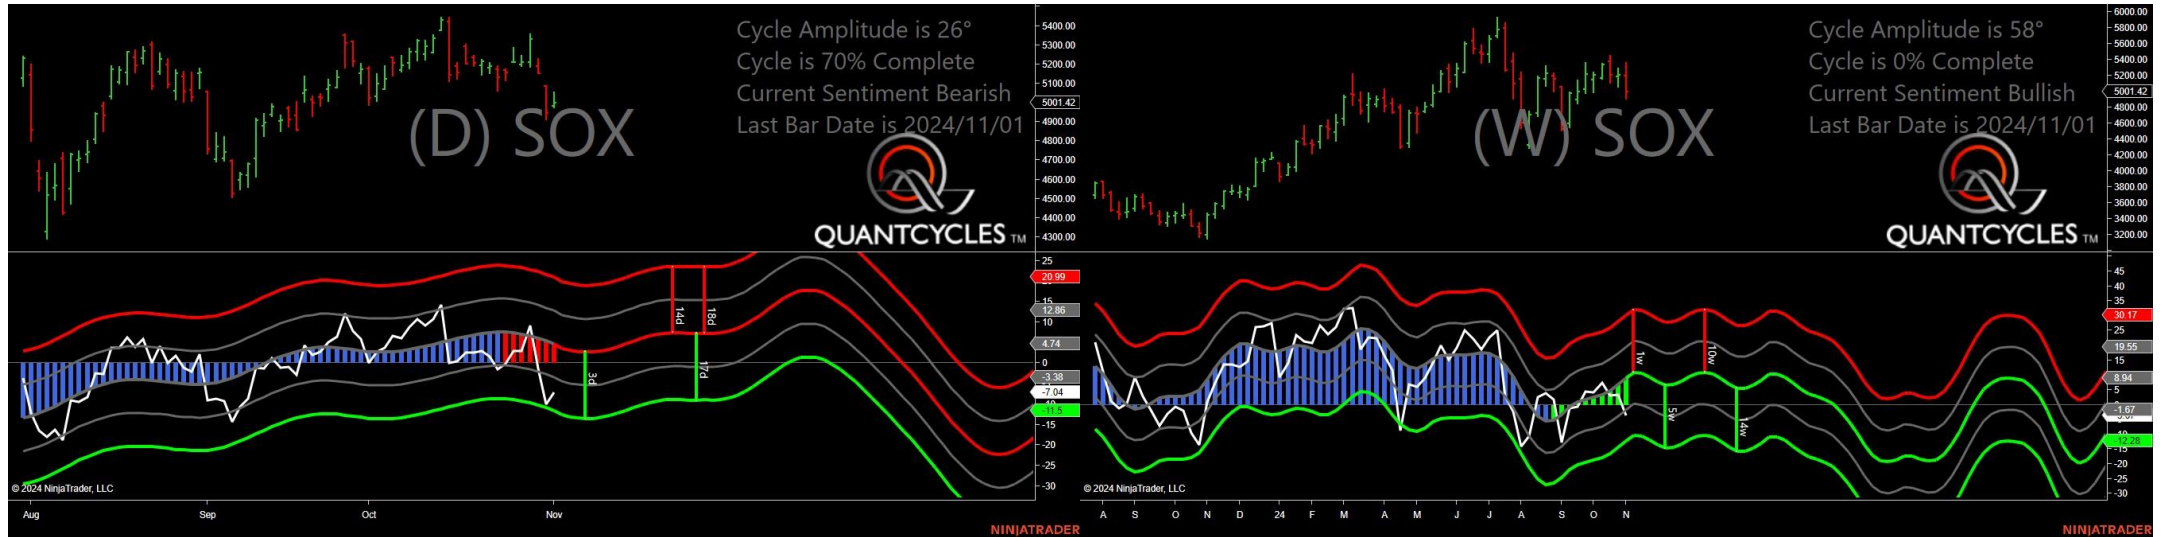 Cycle Amplitude is 26°
Cycle is 70% Complete
Current Sentiment Bearish
Last Bar Date is 2024/11/01
(D) SOX
QUANTCYCLES TM
5400.00
5300.00
5200.00
5100.00
5001.42
4900.00
4800.00
4700.00
4600.00
4500.00
4400.00
4300.00
25
20.99
15
12.86
10
4.74
0
-3.38
-7.04
-11.5
-15
-20
-25
-30
14d
18d
3d
17d
© 2024 NinjaTrader, LLC
Aug
Sep
Oct
Nov
NINJATRADER
Cycle Amplitude is 58°
Cycle is 0% Complete
Current Sentiment Bullish
Last Bar Date is 2024/11/01
(W) SOX
QUANTCYCLES TM
6000.00
5800.00
5600.00
5400.00
5200.00
5001.42
4800.00
4600.00
4400.00
4200.00
4000.00
3800.00
3600.00
3400.00
3200.00
45
40
35
30.17
25
19.55
15
8.94
5
-1.67
-12.28
-15
-20
-25
-30
1w
10w
5w
14w
© 2024 NinjaTrader, LLC
A S O N D 24 F M A M J J A S O N
NINJATRADER